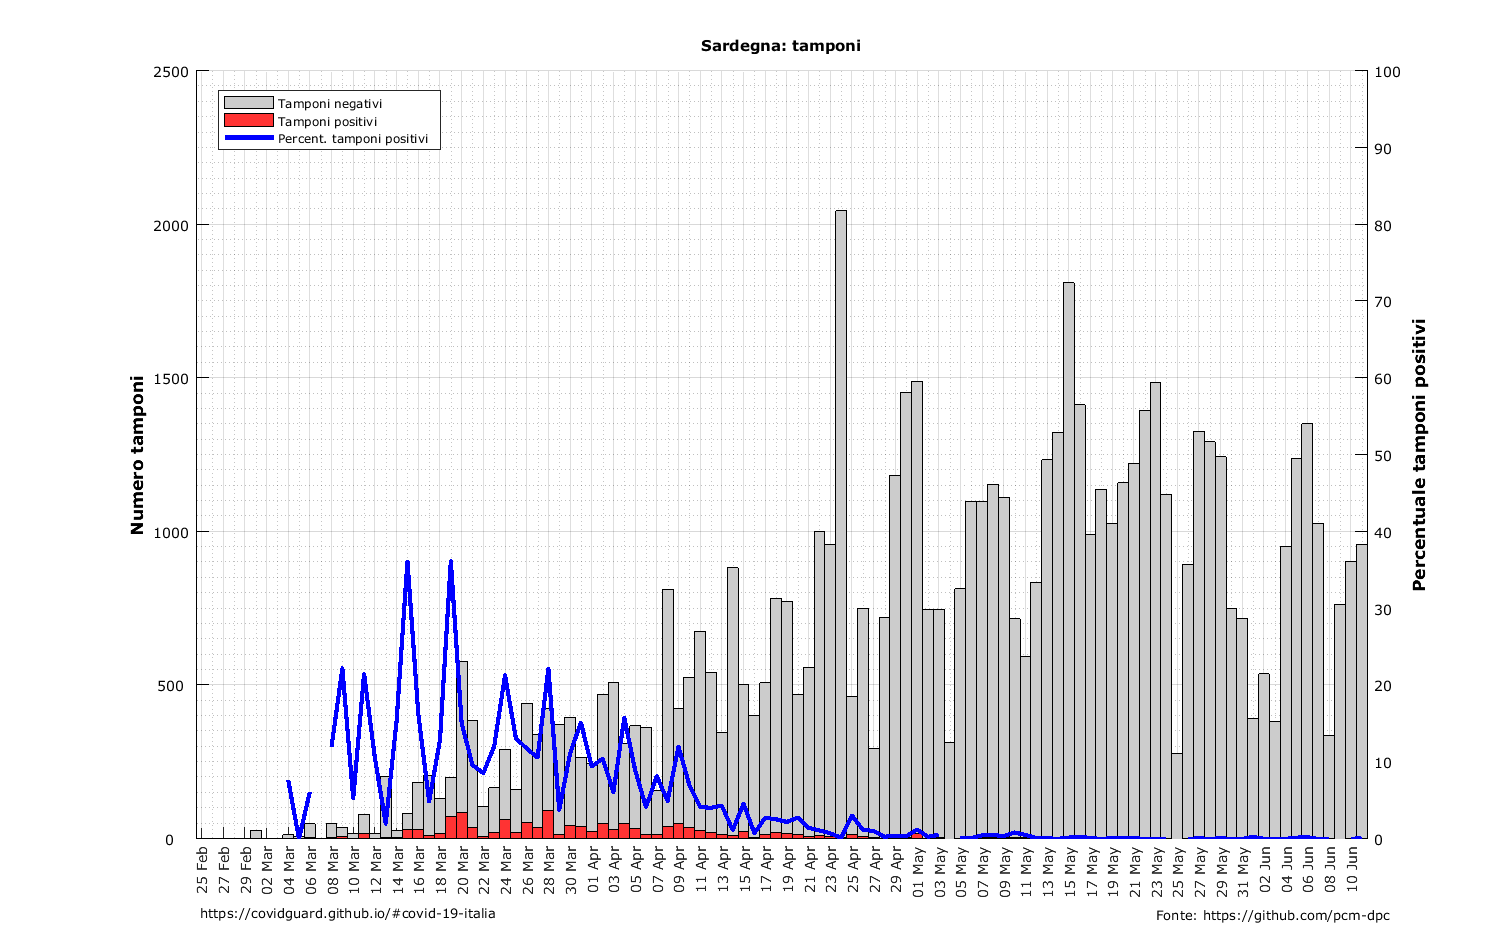 Sardegna: tamponi
Tamponi negativi
Tamponi positivi
Percent. tamponi positivi
Numero tamponi
2500
2000
1500
1000
500
0
Percentuale tamponi positivi
100
90
80
70
60
50
40
30
20
10
0
25 Feb
27 Feb
29 Feb
02 Mar
04 Mar
06 Mar
08 Mar
10 Mar
12 Mar
14 Mar
16 Mar
18 Mar
20 Mar
22 Mar
24 Mar
26 Mar
28 Mar
30 Mar
01 Apr
03 Apr
05 Apr
07 Apr
09 Apr
11 Apr
13 Apr
15 Apr
17 Apr
19 Apr
21 Apr
23 Apr
25 Apr
27 Apr
29 Apr
01 May
03 May
05 May
07 May
09 May
11 May
13 May
15 May
17 May
19 May
21 May
23 May
25 May
27 May
29 May
31 May
02 Jun
04 Jun
06 Jun
08 Jun
10 Jun
https://covidguard.github.io/#covid-19-italia
Fonte: https://github.com/pcm-dpc